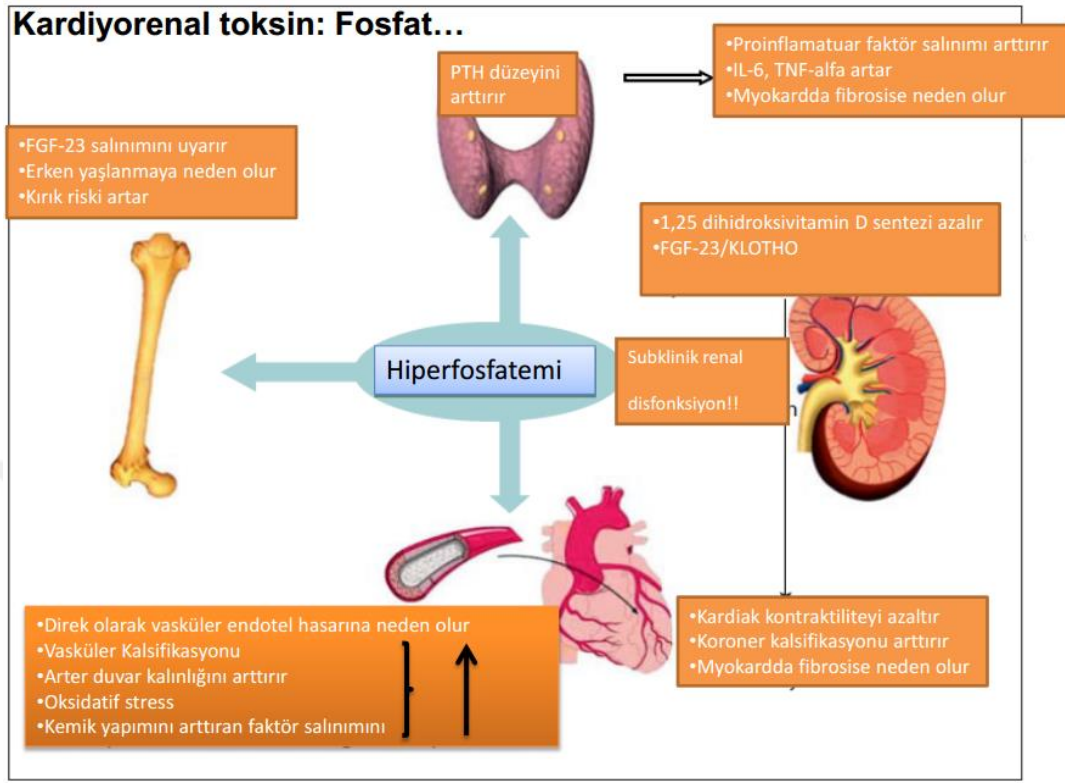 Kardiyorenal toksin: Fosfat...
PTH düzeyini
arttırır
•Proinflamatuar faktör salınımı arttırır
•IL-6, TNF-alfa artar
•Myokardda fibrosise neden olur
•FGF-23 salınımını uyarır
•Erken yaşlanmaya neden olur
•Kırık riski artar
•1,25 dihidroksivitamin D sentezi azalır
•FGF-23/KLOTHO
Hiperfosfatemi
Subklinik renal
disfonksiyon!!
•Direk olarak vasküler endotel hasarına neden olur
•Vasküler Kalsifikasyonu
•Arter duvar kalınlığını arttırır
•Oksidatif stress
•Kemik yapımını arttıran faktör salınımını
•Kardiak kontraktiliteyi azaltır
•Koroner kalsifikasyonu arttırır
•Myokardda fibrosise neden olur